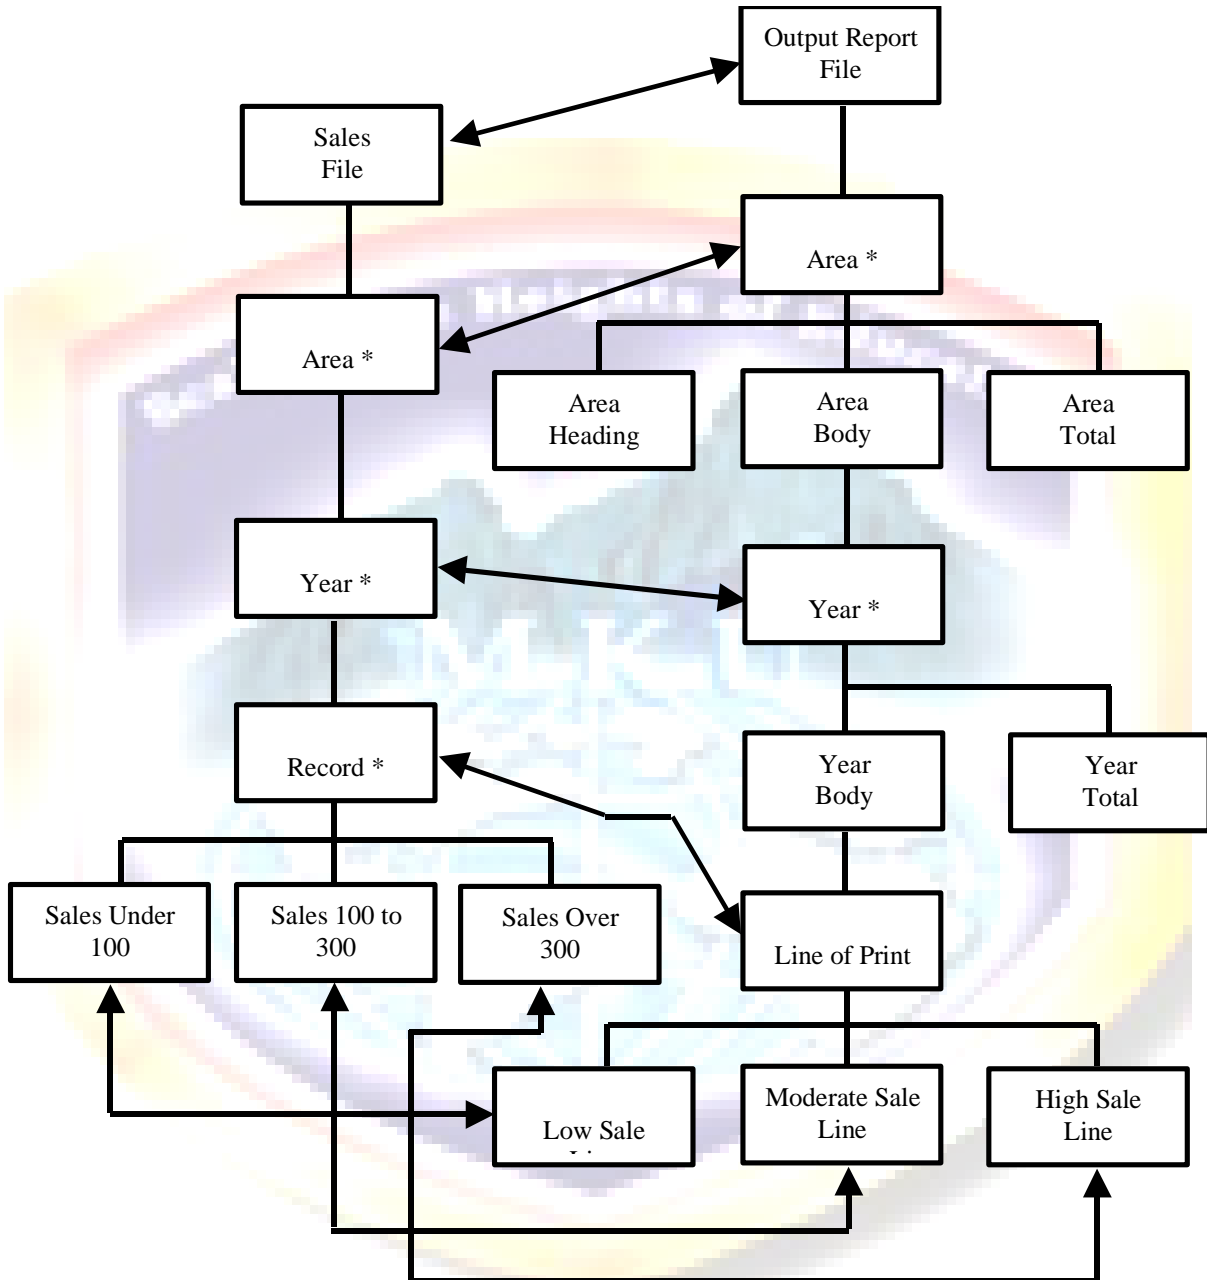 Output Report
File
Sales
File
Area *
Area *
Area
Heading
Area
Body
Area
Total
Year *
Year *
Record *
Year
Body
Year
Total
Sales Under
100
Sales 100 to
300
Sales Over
300
Line of Print
Low Sale
Moderate Sale
Line
High Sale
Line
MKU